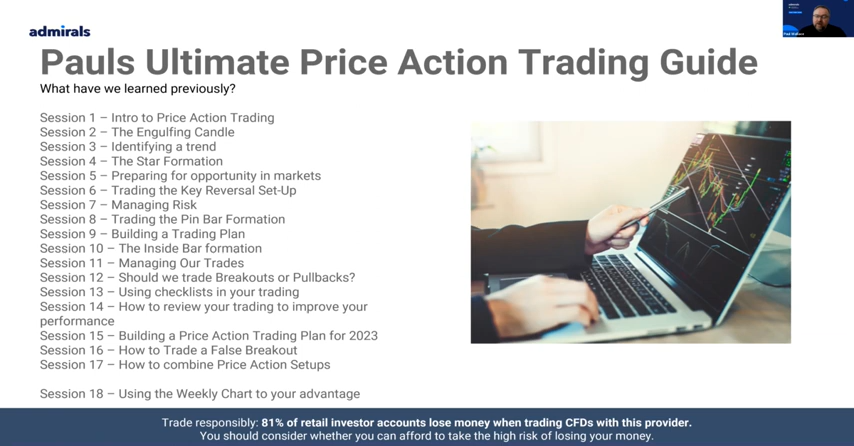 admirals
Pauls Ultimate Price Action Trading Guide
What have we learned previously?
Session 1 – Intro to Price Action Trading
Session 2 – The Engulfing Candle
Session 3 – Identifying a trend
Session 4 – The Star Formation
Session 5 – Preparing for opportunity in markets
Session 6 – Trading the Key Reversal Set-Up
Session 7 – Managing Risk
Session 8 – Trading the Pin Bar Formation
Session 9 – Building a Trading Plan
Session 10 – The Inside Bar formation
Session 11 – Managing Our Trades
Session 12 – Should we trade Breakouts or Pullbacks?
Session 13 – Using checklists in your trading
Session 14 – How to review your trading to improve your
performance
Session 15 – Building a Price Action Trading Plan for 2023
Session 16 – How to Trade a False Breakout
Session 17 – How to combine Price Action Setups
Session 18 – Using the Weekly Chart to your advantage
Trade responsibly: 81% of retail investor accounts lose money when trading CFDs with this provider.
You should consider whether you can afford to take the high risk of losing your money.